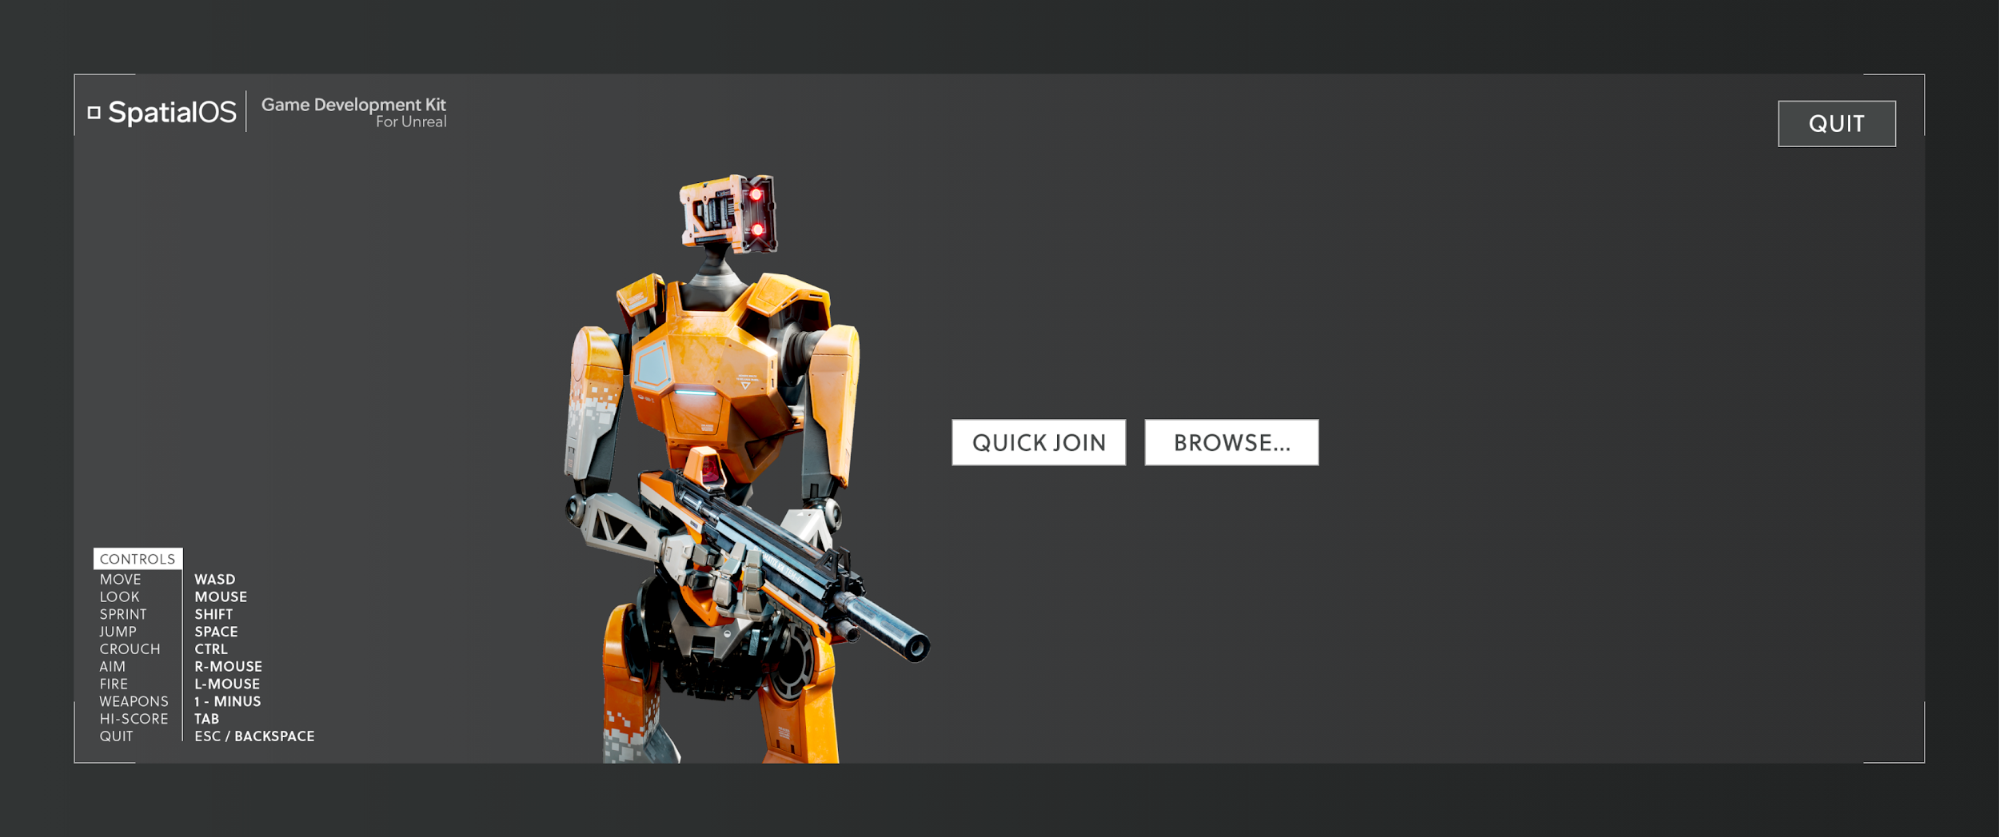 SpatialOS
Game Development Kit
For Unreal
QUIT
QUICK JOIN
BROWSE...
CONTROLS
MOVE WASD
LOOK MOUSE
SPRINT SHIFT
JUMP SPACE
CROUCH CTRL
AIM R-MOUSE
FIRE L-MOUSE
WEAPONS 1 - MINUS
HI-SCORE TAB
QUIT ESC / BACKSPACE